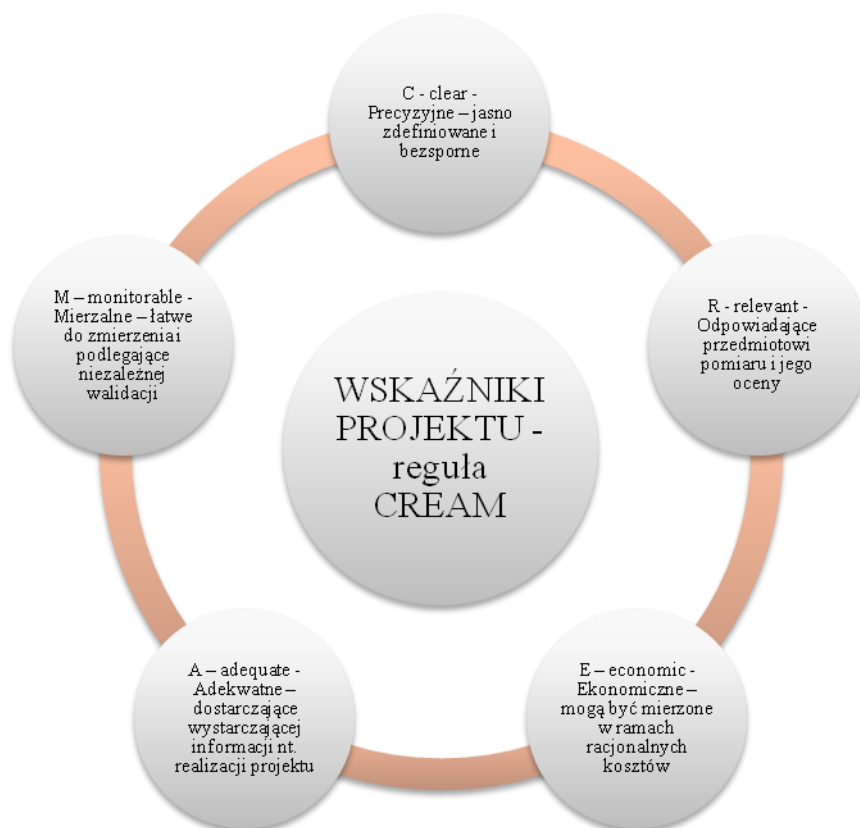 C - clear -
Precyzyjne – jasno
zdefiniowane i
bezsporne
R - relevant -
Odpowiadające
przedmiotowi
pomiaru i jego
oceny
E – economic -
Ekonomiczne –
mogą być mierzone
w ramach
racjonalnych
kosztów
A – adequate -
Adekwatne –
dostarczające
wystarczającej
informacji nt.
realizacji projektu
M – monitorable -
Mierzalne – łatwe
do zmierzenia i
podlegające
niezależnej
walidacji
WSKAŹNIKI
PROJEKTU -
reguła
CREAM